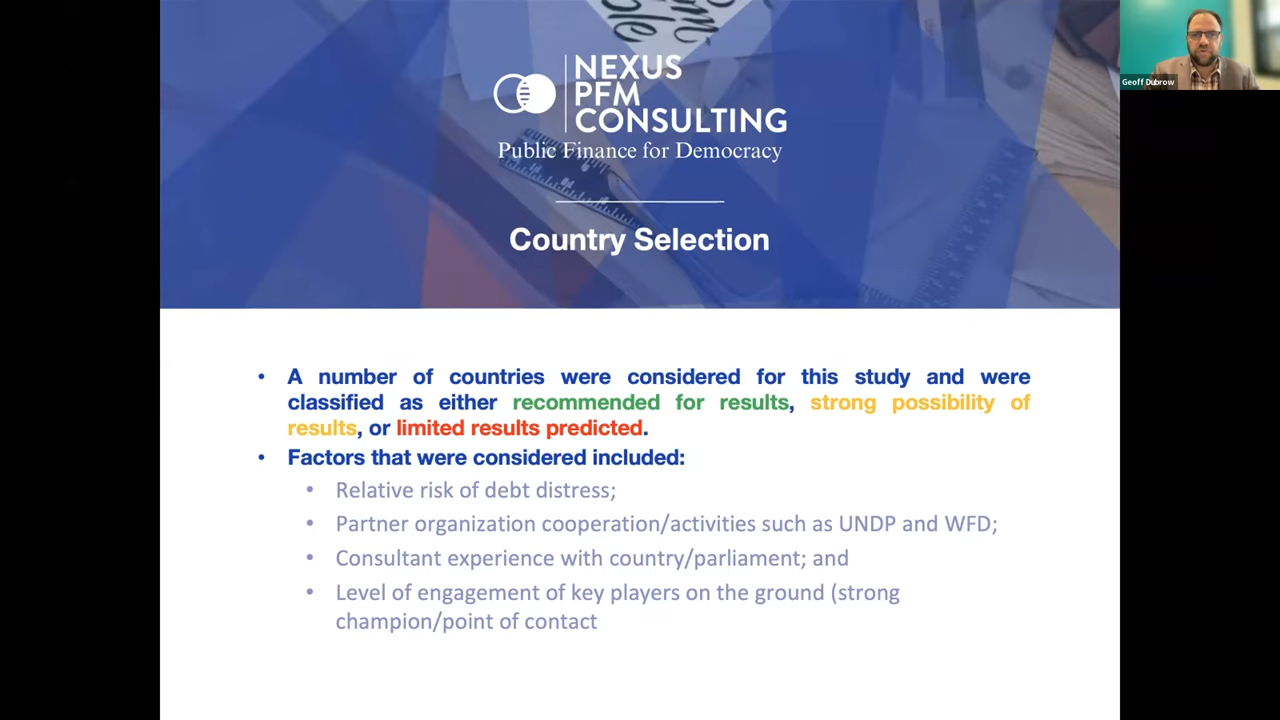 NEXUS
PFM
CONSULTING
Public Finance for Democracy
Country Selection
Geoff Dubrow
• A number of countries were considered for this study and were
classified as either recommended for results, strong possibility of
results, or limited results predicted.
• Factors that were considered included:
• Relative risk of debt distress;
• Partner organization cooperation/activities such as UNDP and WFD;
• Consultant experience with country/parliament; and
• Level of engagement of key players on the ground (strong
champion/point of contact